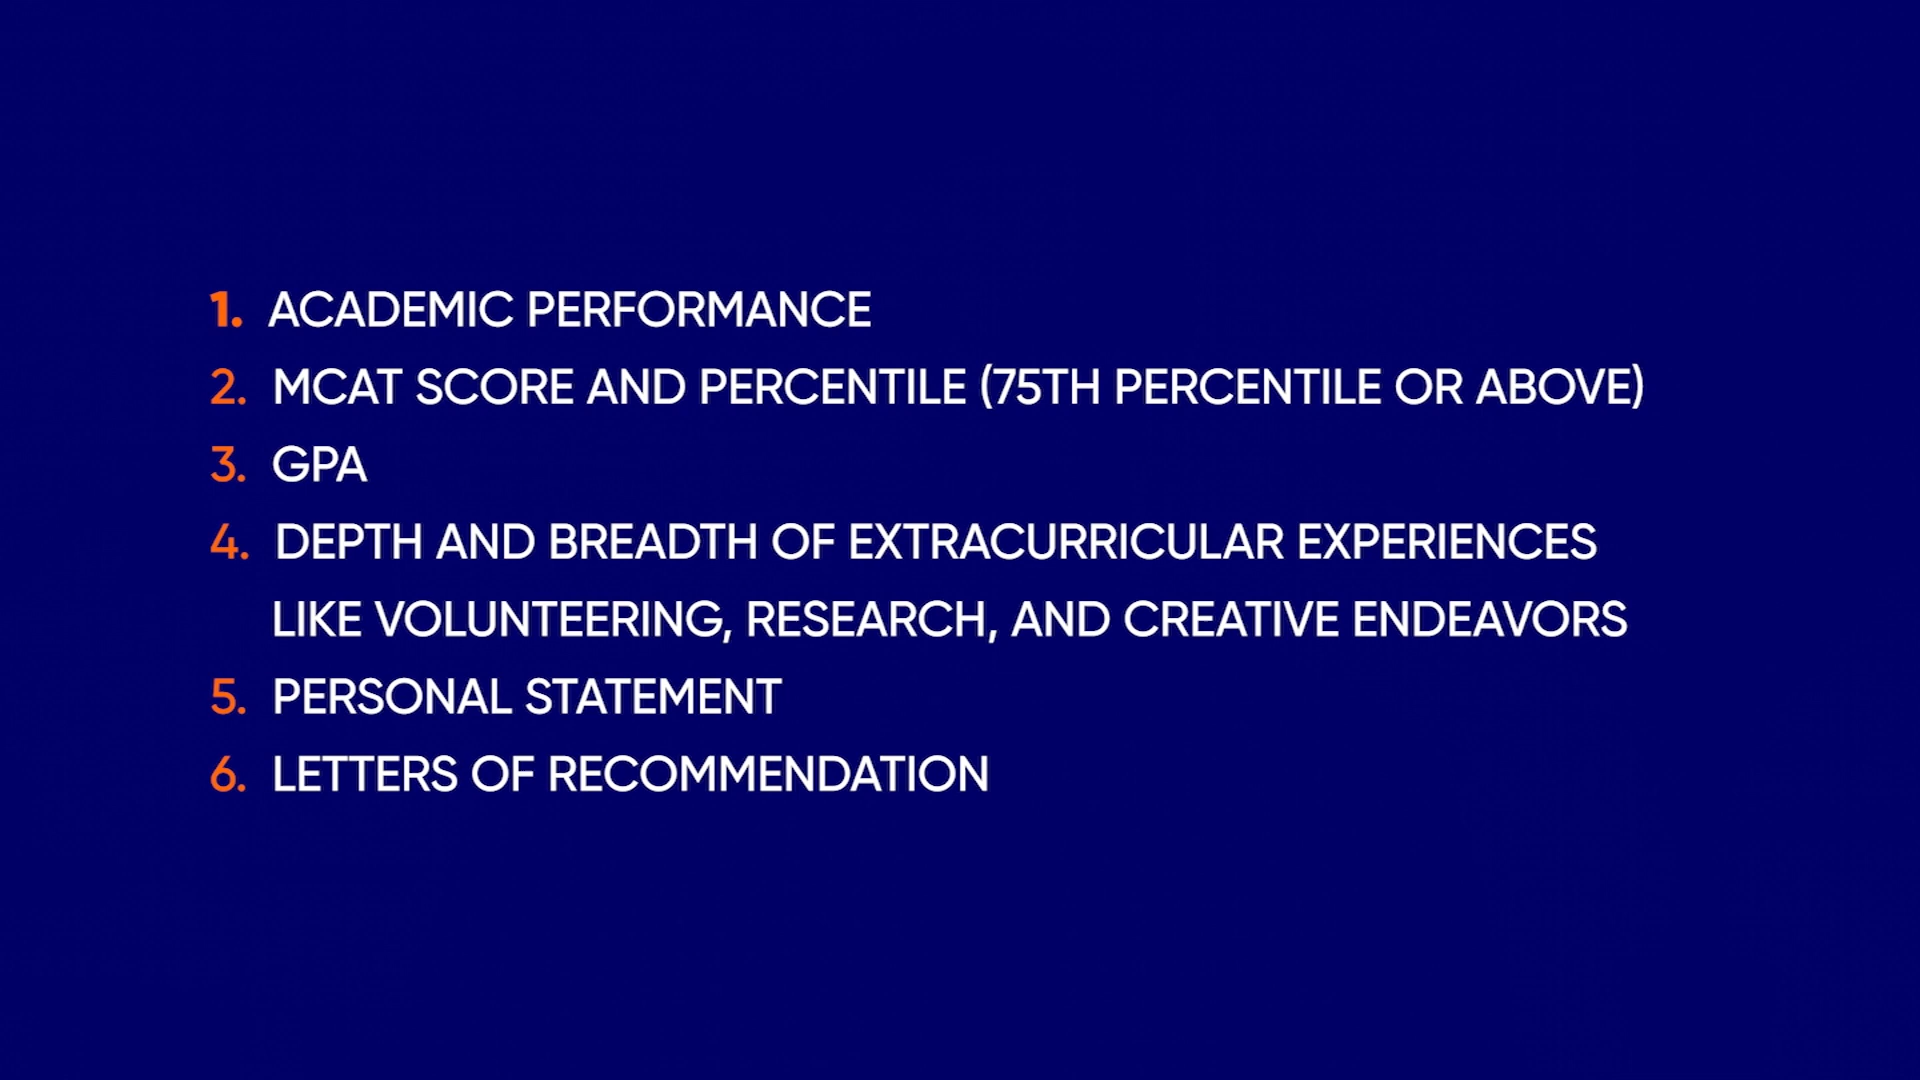 1. ACADEMIC PERFORMANCE
2. MCAT SCORE AND PERCENTILE (75TH PERCENTILE OR ABOVE)
3. GPA
4. DEPTH AND BREADTH OF EXTRACURRICULAR EXPERIENCES
LIKE VOLUNTEERING, RESEARCH, AND CREATIVE ENDEAVORS
5. PERSONAL STATEMENT
6. LETTERS OF RECOMMENDATION